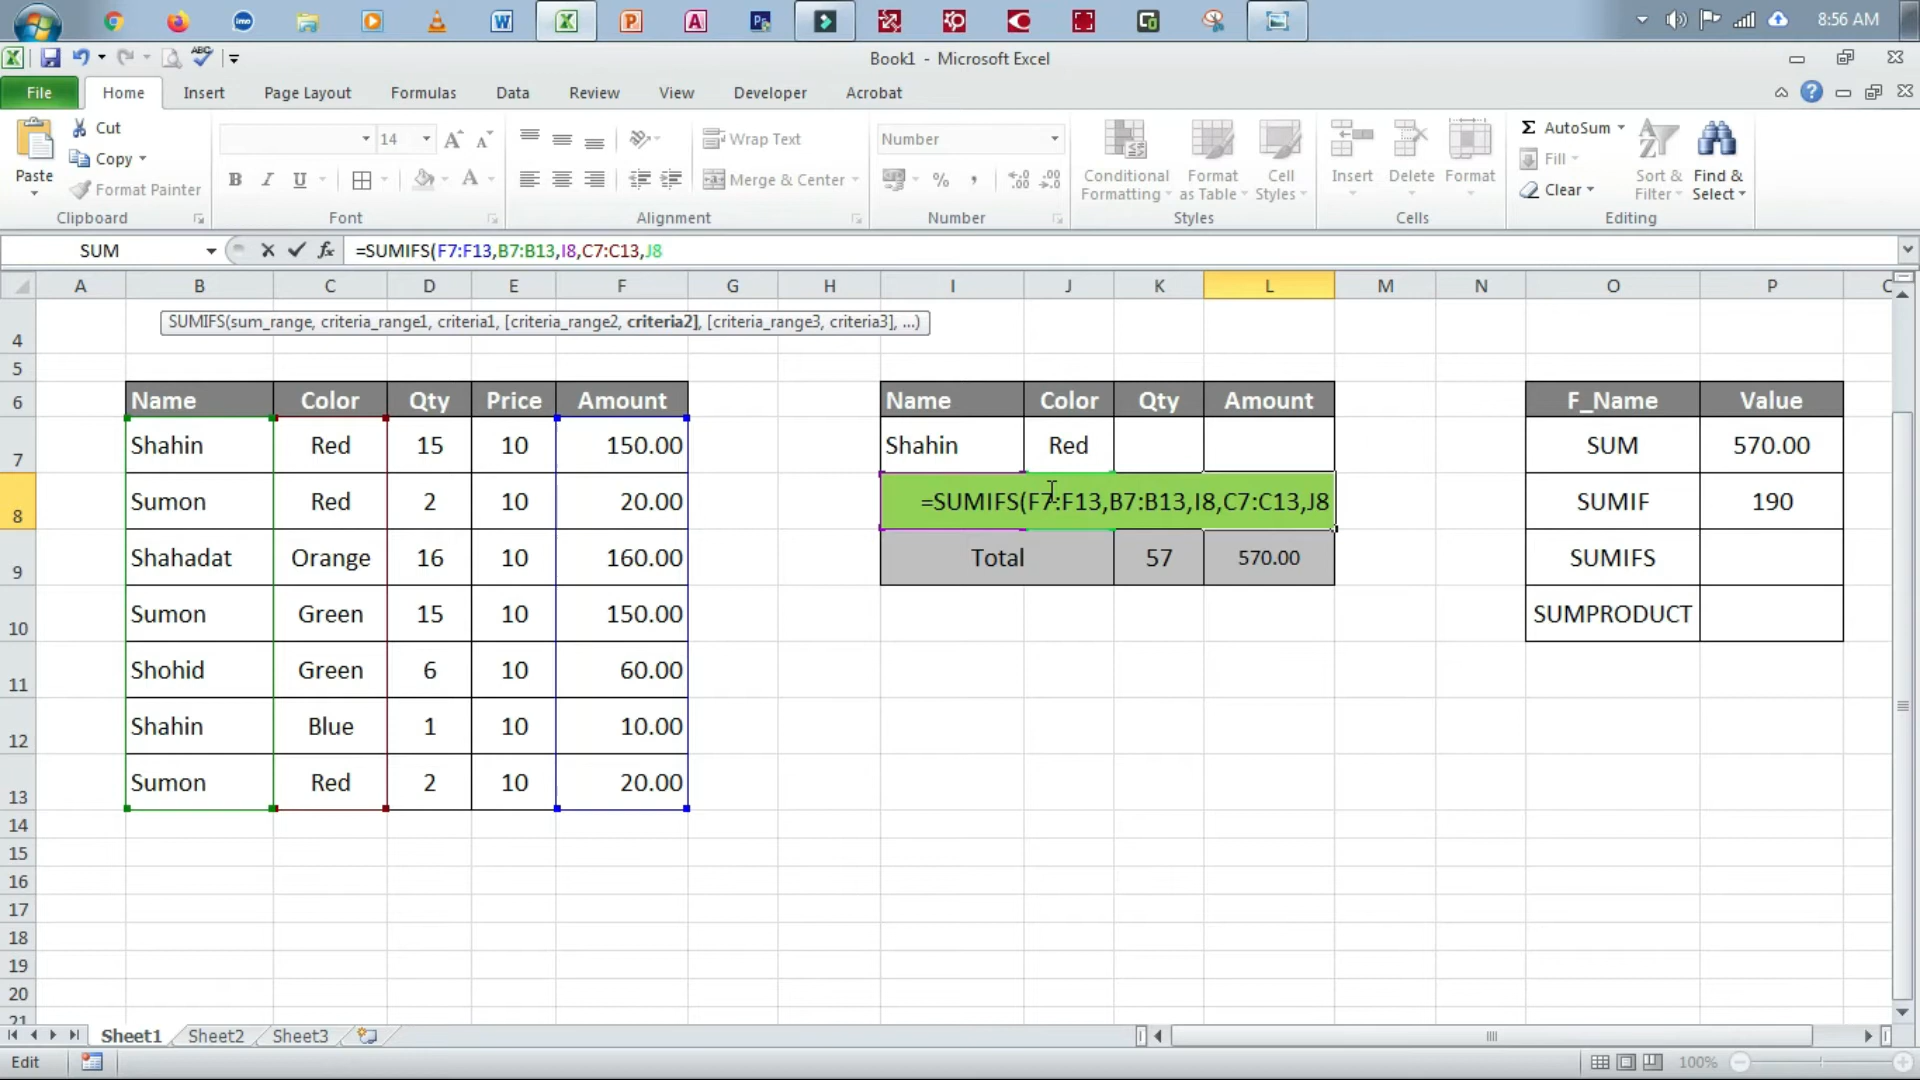 8:56 AM
Book1 - Microsoft Excel
File Home Insert Page Layout Formulas Data Review View Developer Acrobat
Paste
Cut
Copy
Format Painter
Clipboard
14
B I U
Font
Wrap Text
Merge & Center
Alignment
Number
%
Number
Conditional Formatting
Format as Table
Cell Styles
Styles
Insert Delete Format
Cells
AutoSum
Fill
Clear
Sort & Filter
Find & Select
Editing
SUM =SUMIFS(F7:F13,B7:B13,I8,C7:C13,J8
A B C D E F G H I J K L M N O P
SUMIFS(sum_range, criteria_range1, criteria1, [criteria_range2, criteria2], [criteria_range3, criteria3], ...)
4
5
6 Name Color Qty Price Amount Name Color Qty Amount F_Name Value
7 Shahin Red 15 10 150.00 Shahin Red SUM 570.00
8 Sumon Red 2 10 20.00 =SUMIFS(F7:F13,B7:B13,I8,C7:C13,J8 SUMIF 190
9 Shahadat Orange 16 10 160.00 Total 57 570.00 SUMIFS
10 Sumon Green 15 10 150.00 SUMPRODUCT
11 Shohid Green 6 10 60.00
12 Shahin Blue 1 10 10.00
13 Sumon Red 2 10 20.00
14
15
16
17
18
19
20
21
Sheet1 Sheet2 Sheet3
Edit 100%